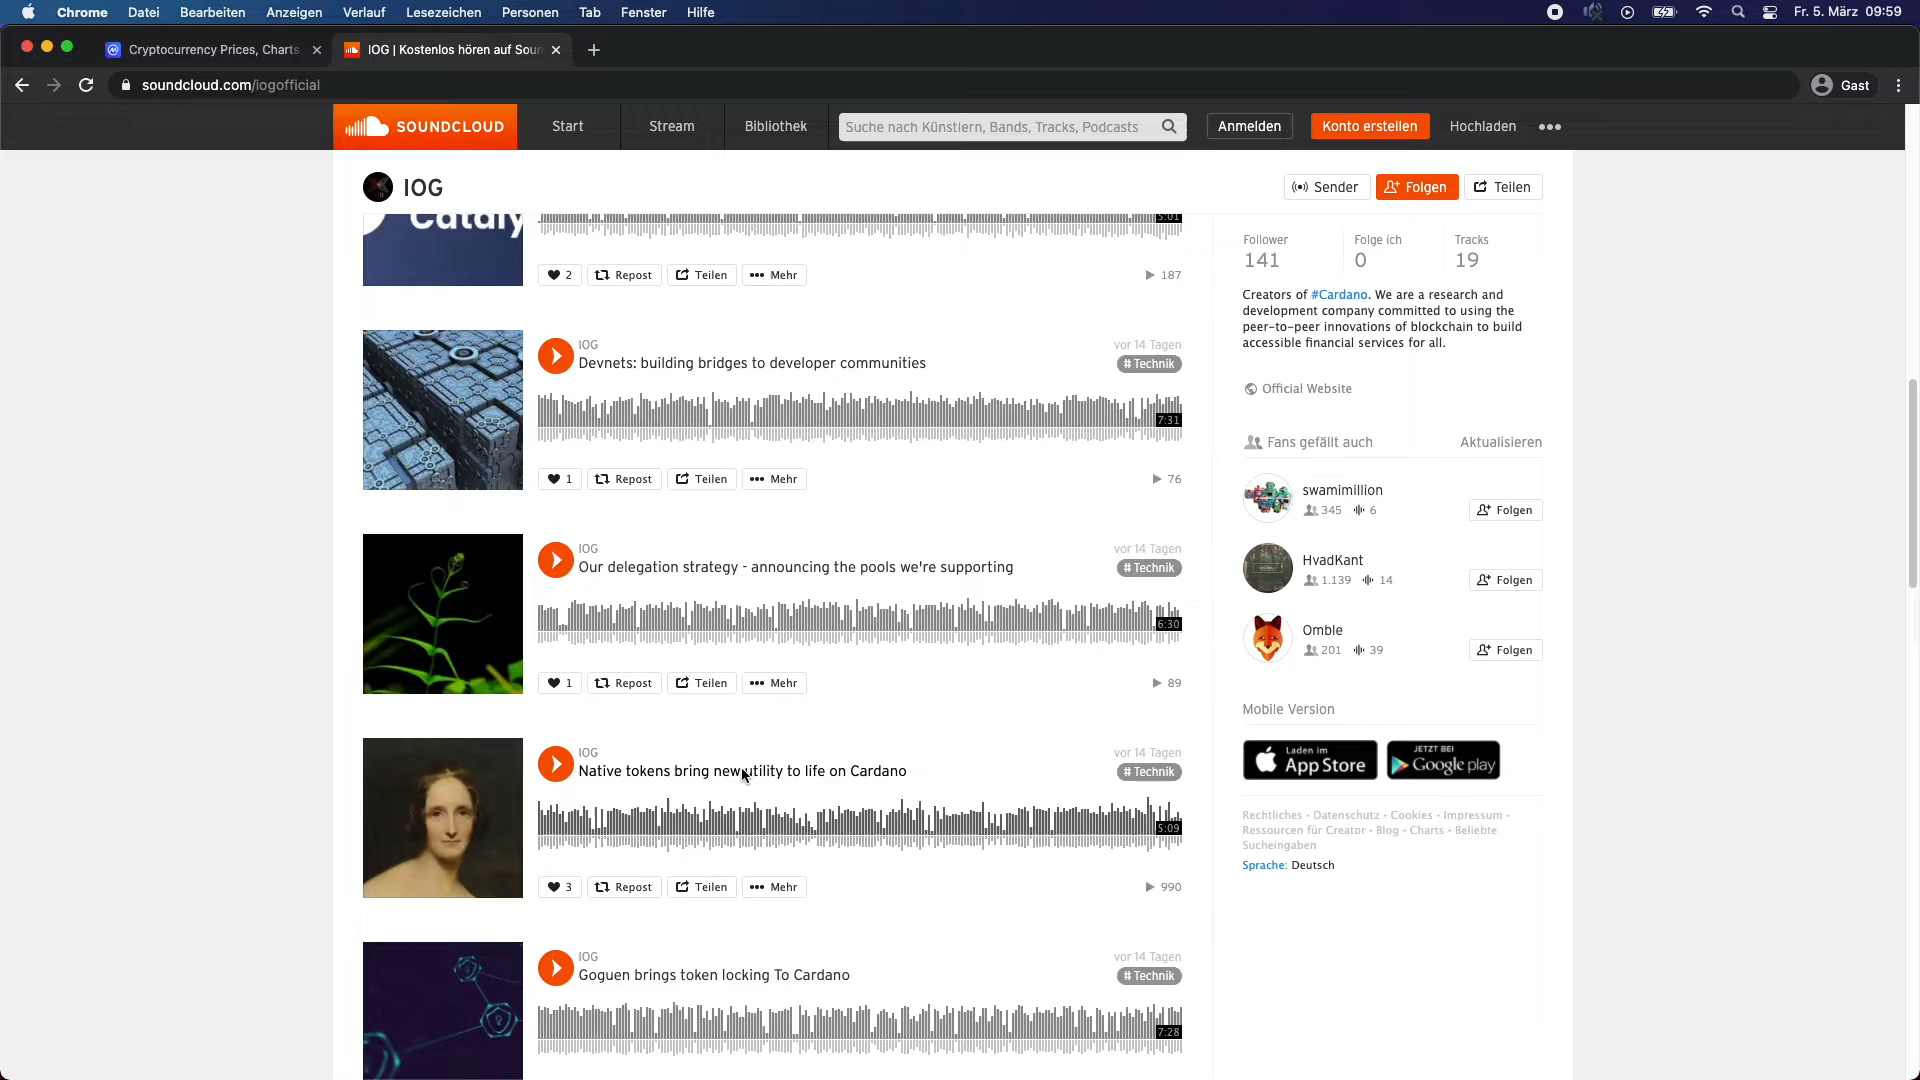 Chrome Datei Bearbeiten Anzeigen Verlauf Lesezeichen Personen Tab Fenster Hilfe Fr. 5. März 09:59
Cryptocurrency Prices, Charts IOG | Kostenlos hören auf Soun
soundcloud.com/iogofficial Gast
SOUNDCLOUD Start Stream Bibliothek Suche nach Künstlern, Bands, Tracks, Podcasts Anmelden Konto erstellen Hochladen
IOG Sender Folgen Teilen
Cataly 5:01
2 Repost Teilen Mehr 187
IOG vor 14 Tagen
Devnets: building bridges to developer communities # Technik
7:31
1 Repost Teilen Mehr 76
IOG vor 14 Tagen
Our delegation strategy - announcing the pools we're supporting # Technik
6:30
1 Repost Teilen Mehr 89
IOG vor 14 Tagen
Native tokens bring new utility to life on Cardano # Technik
5:09
3 Repost Teilen Mehr 990
IOG vor 14 Tagen
Goguen brings token locking To Cardano # Technik
7:28
Follower Folge ich Tracks
141 0 19
Creators of #Cardano. We are a research and
development company committed to using the
peer-to-peer innovations of blockchain to build
accessible financial services for all.
Official Website
Fans gefällt auch Aktualisieren
swamimillion
345 6 Folgen
HvadKant
1.139 14 Folgen
Omble
201 39 Folgen
Mobile Version
Laden im App Store JETZT BEI Google play
Rechtliches - Datenschutz - Cookies - Impressum -
Ressourcen für Creator - Blog - Charts - Beliebte
Sucheingaben
Sprache: Deutsch